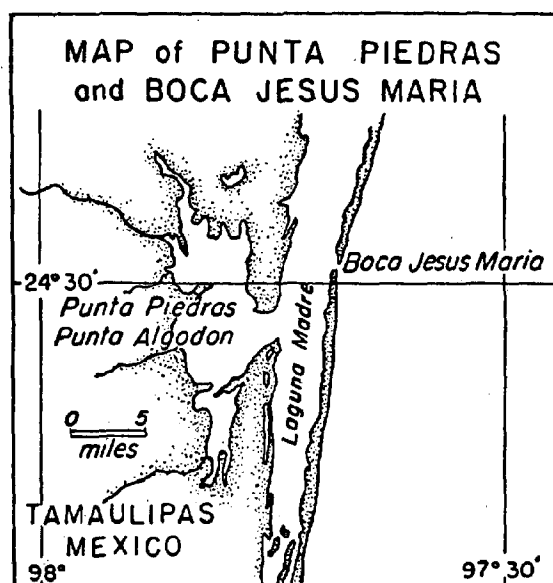 MAP of PUNTA PIEDRAS
and BOCA JESUS MARIA
Boca Jesus Maria
24°30'
Punta Piedras
Punta Algodon
Laguna Madre
0 5
miles
TAMAULIPAS
MEXICO
98°
97°30'